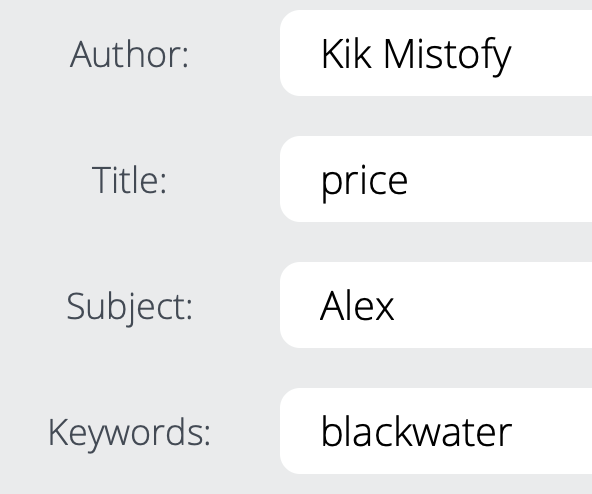 Author: Kik Mistofy
Title: price
Subject: Alex
Keywords: blackwater